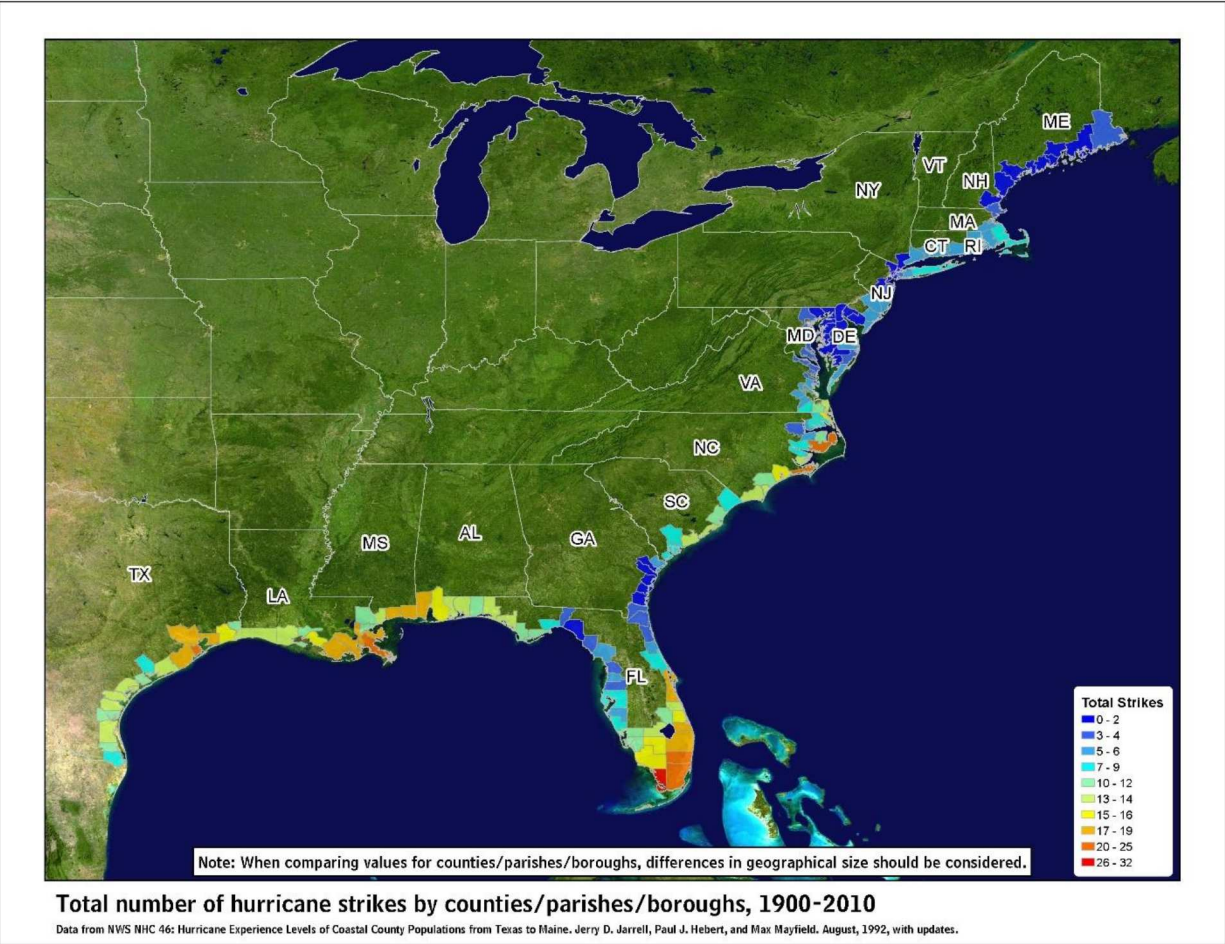 ME
VT
NH
NY
MA
CT
RI
NJ
MD
DE
VA
NC
SC
MS
AL
GA
TX
LA
FL
Total Strikes
0 - 2
3 - 4
5 - 6
7 - 9
10 - 12
13 - 14
15 - 16
17 - 19
20 - 25
26 - 32
Note: When comparing values for counties/parishes/boroughs, differences in geographical size should be considered.
Total number of hurricane strikes by counties/parishes/boroughs, 1900-2010
Data from NWS NHC 46: Hurricane Experience Levels of Coastal County Populations from Texas to Maine. Jerry D. Jarrell, Paul J. Hebert, and Max Mayfield. August, 1992, with updates.